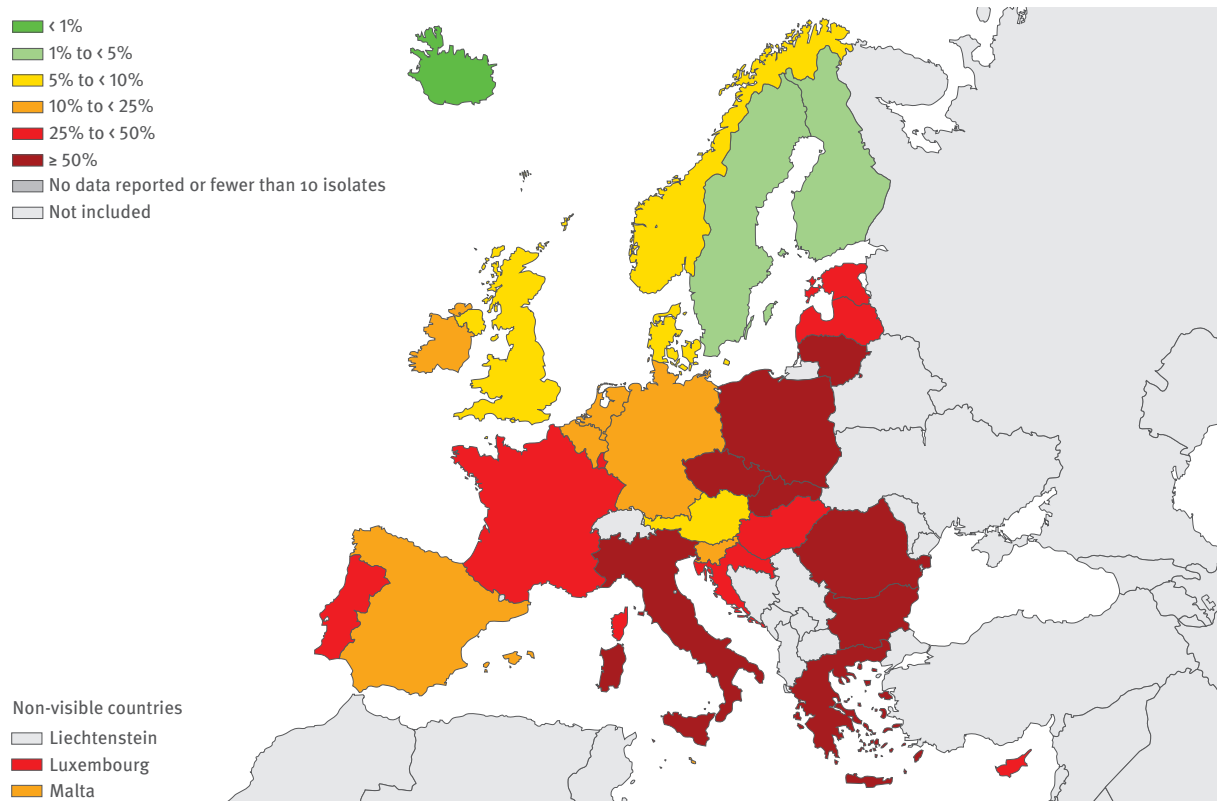 < 1%
1% to < 5%
5% to < 10%
10% to < 25%
25% to < 50%
≥ 50%
No data reported or fewer than 10 isolates
Not included
Non-visible countries
Liechtenstein
Luxembourg
Malta